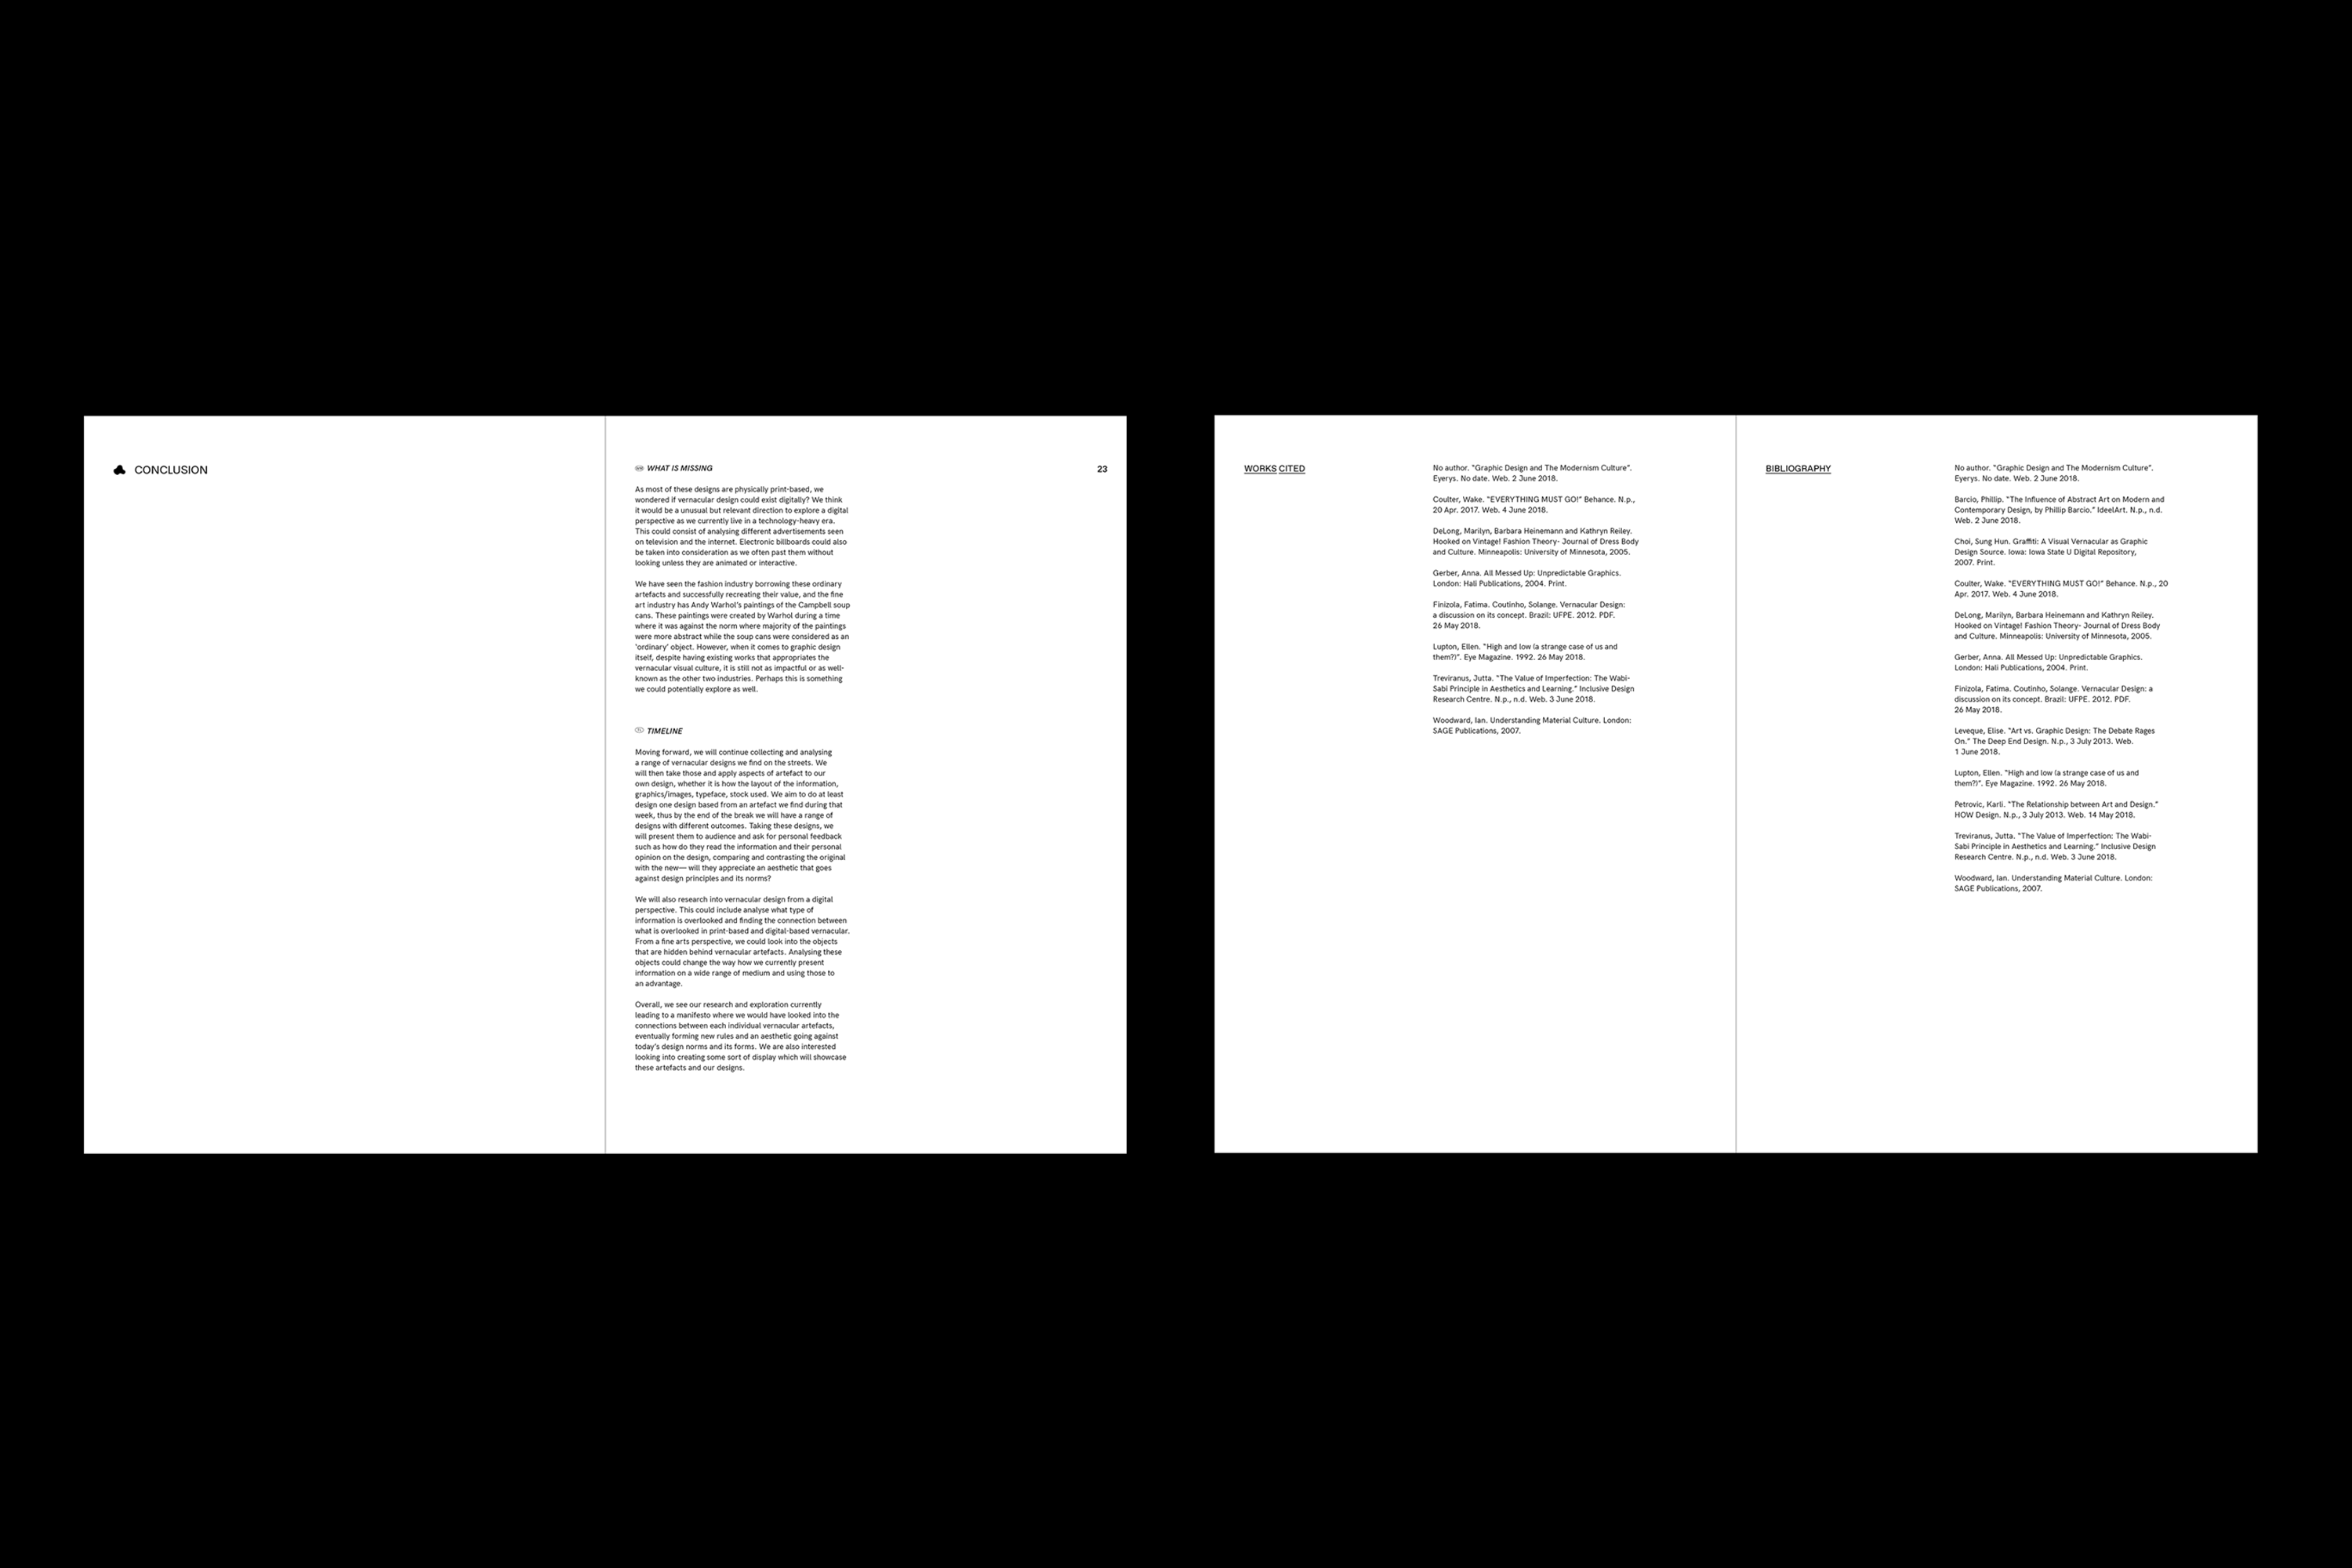 CONCLUSION
WHAT IS MISSING
23
As most of these designs are physically print-based, we
wondered if vernacular design could exist digitally? We think
it would be a unusual but relevant direction to explore a digital
perspective as we currently live in a technology-heavy era.
This could consist of analysing different advertisements seen
on television and the internet. Electronic billboards could also
be taken into consideration as we often past them without
looking unless they are animated or interactive.
We have seen the fashion industry borrowing these ordinary
artefacts and successfully recreating their value, and the fine
art industry has Andy Warhol's paintings of the Campbell soup
cans. These paintings were created by Warhol during a time
where it was against the norm where majority of the paintings
were more abstract while the soup cans were considered as an
'ordinary' object. However, when it comes to graphic design
itself, despite having existing works that appropriates the
vernacular visual culture, it is still not as impactful or as well-
known as the other two industries. Perhaps this is something
we could potentially explore as well.
TIMELINE
Moving forward, we will continue collecting and analysing
a range of vernacular designs we find on the streets. We
will then take those and apply aspects of artefact to our
own design, whether it is how the layout of the information,
graphics/images, typeface, stock used. We aim to do at least
design one design based from an artefact we find during that
week, thus by the end of the break we will have a range of
designs with different outcomes. Taking these designs, we
will present them to audience and ask for personal feedback
such as how do they read the information and their personal
opinion on the design, comparing and contrasting the original
with the new— will they appreciate an aesthetic that goes
against design principles and its norms?
We will also research into vernacular design from a digital
perspective. This could include analyse what type of
information is overlooked and finding the connection between
what is overlooked in print-based and digital-based vernacular.
From a fine arts perspective, we could look into the objects
that are hidden behind vernacular artefacts. Analysing these
objects could change the way how we currently present
information on a wide range of medium and using those to
an advantage.
Overall, we see our research and exploration currently
leading to a manifesto where we would have looked into the
connections between each individual vernacular artefacts,
eventually forming new rules and an aesthetic going against
today's design norms and its forms. We are also interested
looking into creating some sort of display which will showcase
these artefacts and our designs.
WORKS CITED
No author. "Graphic Design and The Modernism Culture".
Eyerys. No date. Web. 2 June 2018.
Coulter, Wake. "EVERYTHING MUST GO!" Behance. N.p.,
20 Apr. 2017. Web. 4 June 2018.
DeLong, Marilyn, Barbara Heinemann and Kathryn Reiley.
Hooked on Vintage! Fashion Theory- Journal of Dress Body
and Culture. Minneapolis: University of Minnesota, 2005.
Gerber, Anna. All Messed Up: Unpredictable Graphics.
London: Hali Publications, 2004. Print.
Finizola, Fatima. Coutinho, Solange. Vernacular Design:
a discussion on its concept. Brazil: UFPE. 2012. PDF.
26 May 2018.
Lupton, Ellen. "High and low (a strange case of us and
them?)". Eye Magazine. 1992. 26 May 2018.
Treviranus, Jutta. "The Value of Imperfection: The Wabi-
Sabi Principle in Aesthetics and Learning." Inclusive Design
Research Centre. N.p., n.d. Web. 3 June 2018.
Woodward, Ian. Understanding Material Culture. London:
SAGE Publications, 2007.
BIBLIOGRAPHY
No author. "Graphic Design and The Modernism Culture".
Eyerys. No date. Web. 2 June 2018.
Barcio, Phillip. "The Influence of Abstract Art on Modern and
Contemporary Design, by Phillip Barcio." IdeelArt. N.p., n.d.
Web. 2 June 2018.
Choi, Sung Hun. Graffiti: A Visual Vernacular as Graphic
Design Source. Iowa: Iowa State U Digital Repository,
2007. Print.
Coulter, Wake. "EVERYTHING MUST GO!" Behance. N.p., 20
Apr. 2017. Web. 4 June 2018.
DeLong, Marilyn, Barbara Heinemann and Kathryn Reiley.
Hooked on Vintage! Fashion Theory- Journal of Dress Body
and Culture. Minneapolis: University of Minnesota, 2005.
Gerber, Anna. All Messed Up: Unpredictable Graphics.
London: Hali Publications, 2004. Print.
Finizola, Fatima. Coutinho, Solange. Vernacular Design: a
discussion on its concept. Brazil: UFPE. 2012. PDF.
26 May 2018.
Leveque, Elise. "Art vs. Graphic Design: The Debate Rages
On." The Deep End Design. N.p., 3 July 2013. Web.
1 June 2018.
Lupton, Ellen. "High and low (a strange case of us and
them?)". Eye Magazine. 1992. 26 May 2018.
Petrovic, Karli. "The Relationship between Art and Design."
HOW Design. N.p., 3 July 2013. Web. 14 May 2018.
Treviranus, Jutta. "The Value of Imperfection: The Wabi-
Sabi Principle in Aesthetics and Learning." Inclusive Design
Research Centre. N.p., n.d. Web. 3 June 2018.
Woodward, Ian. Understanding Material Culture. London:
SAGE Publications, 2007.